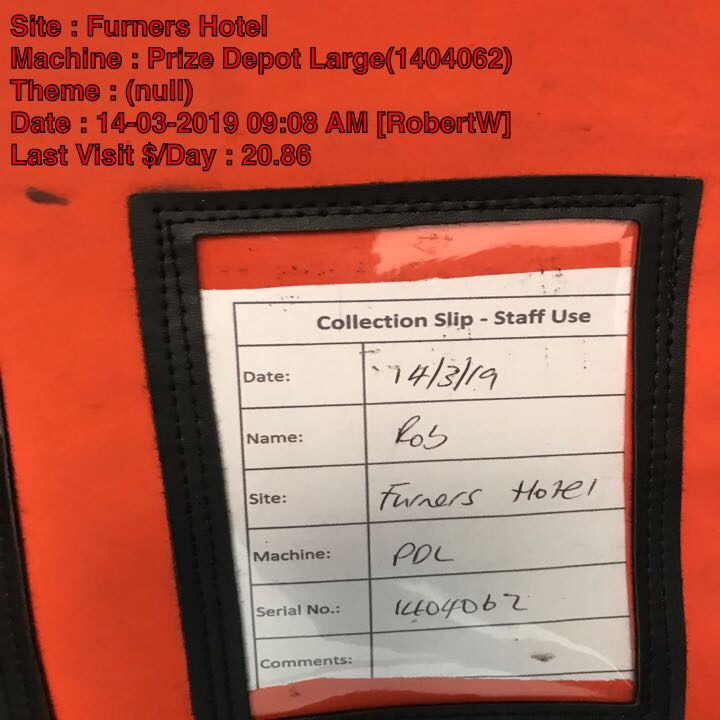 Site : Furners Hotel
Machine : Prize Depot Large(1404062)
Theme : (null)
Date : 14-03-2019 09:08 AM [RobertW]
Last Visit $/Day : 20.86
Collection Slip - Staff Use
Date: 14/3/19
Name: Rob
Site: Furners Hotel
Machine: PDL
Serial No.: 1404062
Comments: